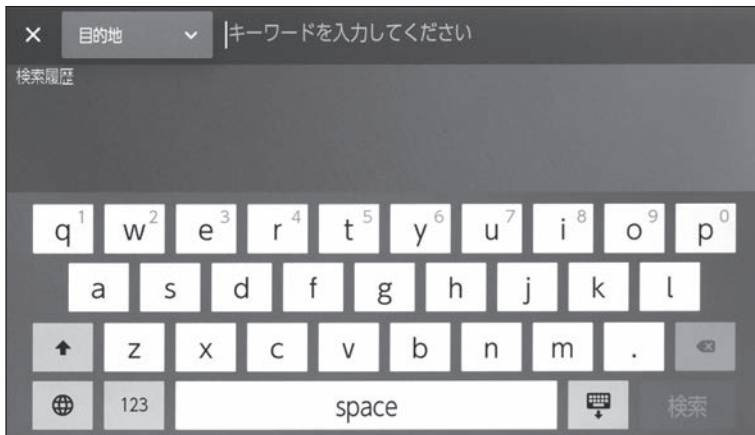 目的地 キーワードを入力してください
検索履歴
q1 w2 e3 r4 t5 y6 u7 i8 o9 p0
a s d f g h j k l
z x c v b n m .
123 space 検索